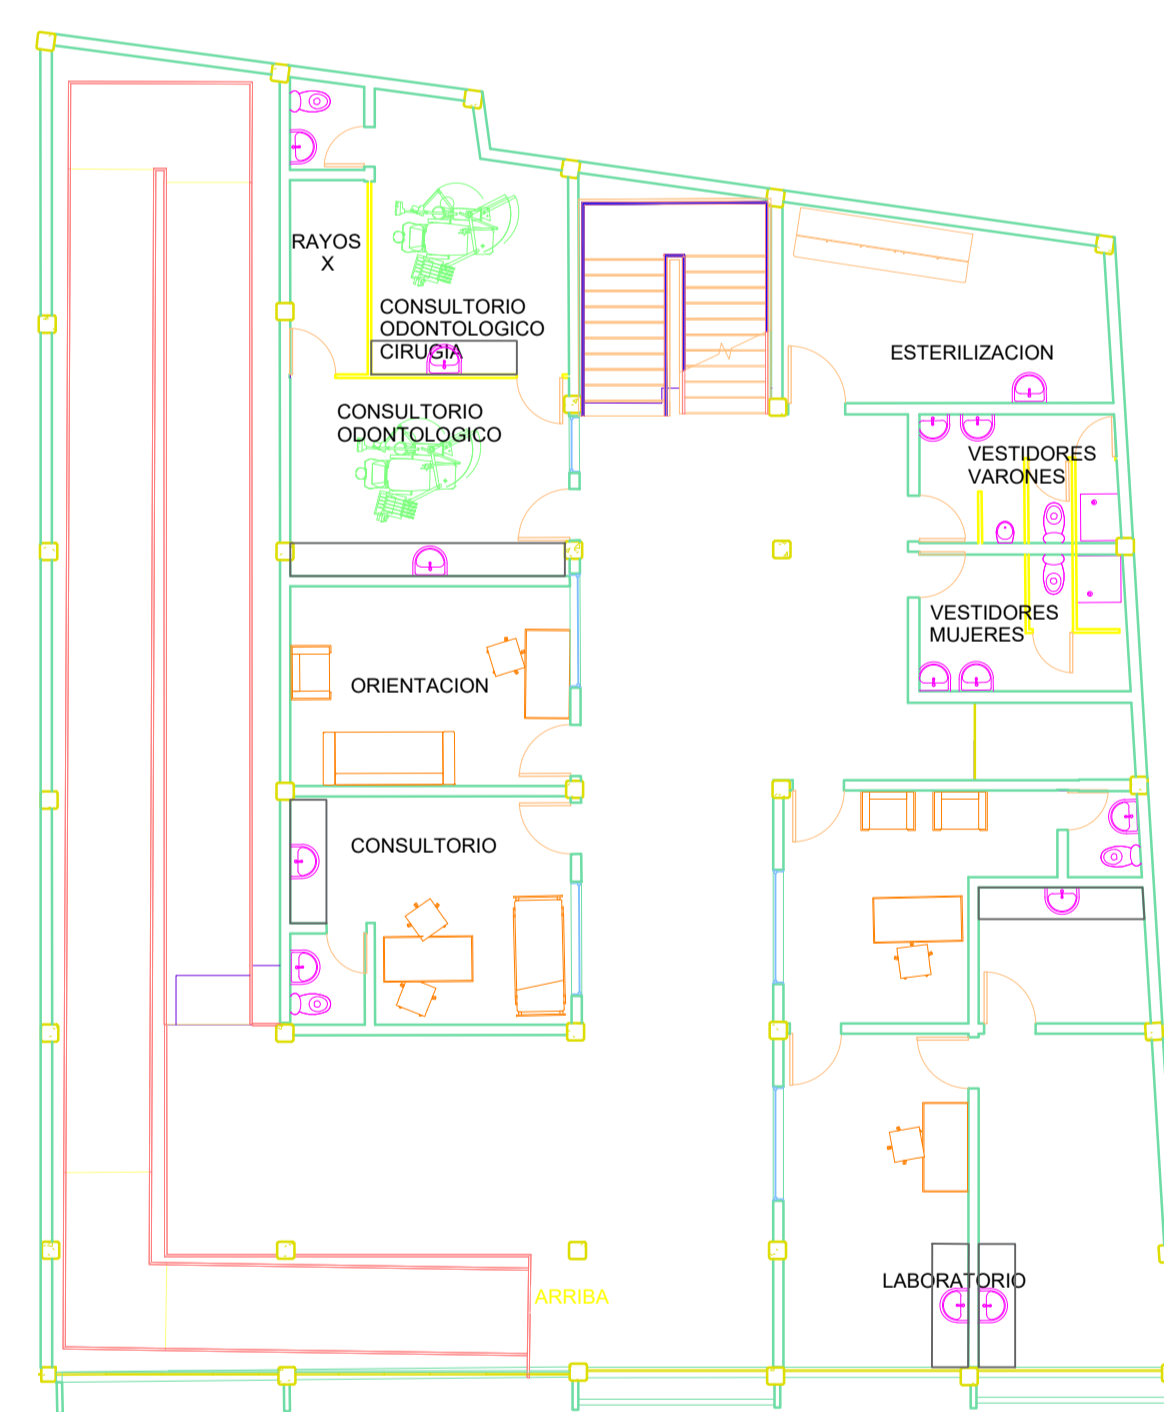 RAYOS
X
CONSULTORIO
ODONTOLOGICO
CIRUGIA
ESTERILIZACION
CONSULTORIO
ODONTOLOGICO
VESTIDORES
VARONES
VESTIDORES
MUJERES
ORIENTACION
CONSULTORIO
LABORATORIO
ARRIBA